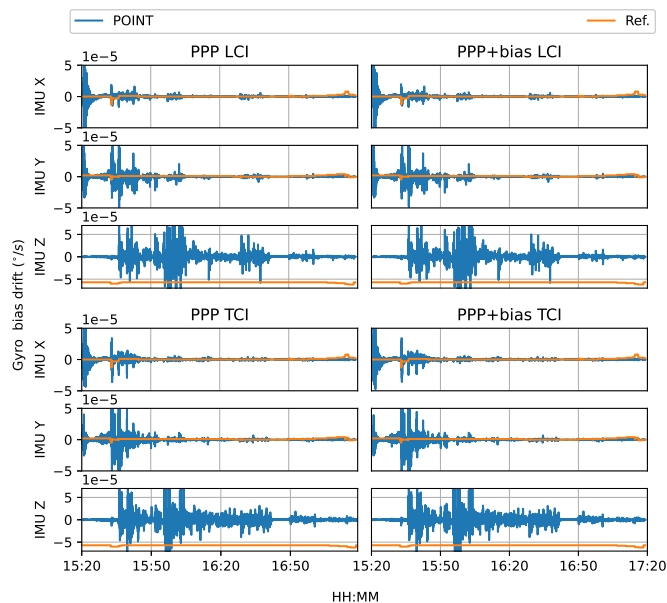 POINT Ref.
PPP LCI PPP+bias LCI
1e−5
IMU X
5
0
−5
1e−5
IMU Y
5
0
−5
1e−5
IMU Z
5
0
−5
Gyro bias drift (°/s)
PPP TCI PPP+bias TCI
1e−5
IMU X
5
0
−5
1e−5
IMU Y
5
0
−5
1e−5
IMU Z
5
0
−5
15:20 15:50 16:20 16:50 15:20 15:50 16:20 16:50 17:20
HH:MM